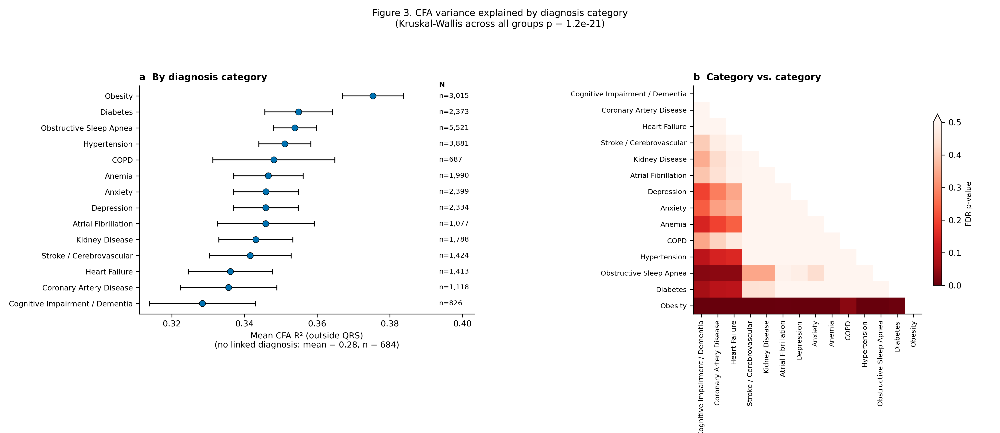 Figure 3. CFA variance explained by diagnosis category
(Kruskal-Wallis across all groups p = 1.2e-21)
a By diagnosis category
N
Obesity
n=3,015
Diabetes
n=2,373
Obstructive Sleep Apnea
n=5,521
Hypertension
n=3,881
COPD
n=687
Anemia
n=1,990
Anxiety
n=2,399
Depression
n=2,334
Atrial Fibrillation
n=1,077
Kidney Disease
n=1,788
Stroke / Cerebrovascular
n=1,424
Heart Failure
n=1,413
Coronary Artery Disease
n=1,118
Cognitive Impairment / Dementia
n=826
0.32 0.34 0.36 0.38 0.40
Mean CFA R² (outside QRS)
(no linked diagnosis: mean = 0.28, n = 684)
b Category vs. category
Cognitive Impairment / Dementia
Coronary Artery Disease
Heart Failure
Stroke / Cerebrovascular
Kidney Disease
Atrial Fibrillation
Depression
Anxiety
Anemia
COPD
Hypertension
Obstructive Sleep Apnea
Diabetes
Obesity
ognitive Impairment / Dementia
Coronary Artery Disease
Heart Failure
Stroke / Cerebrovascular
Kidney Disease
Atrial Fibrillation
Depression
Anxiety
Anemia
COPD
Hypertension
Obstructive Sleep Apnea
Diabetes
Obesity
0.5
0.4
0.3
0.2
0.1
0.0
FDR p-value